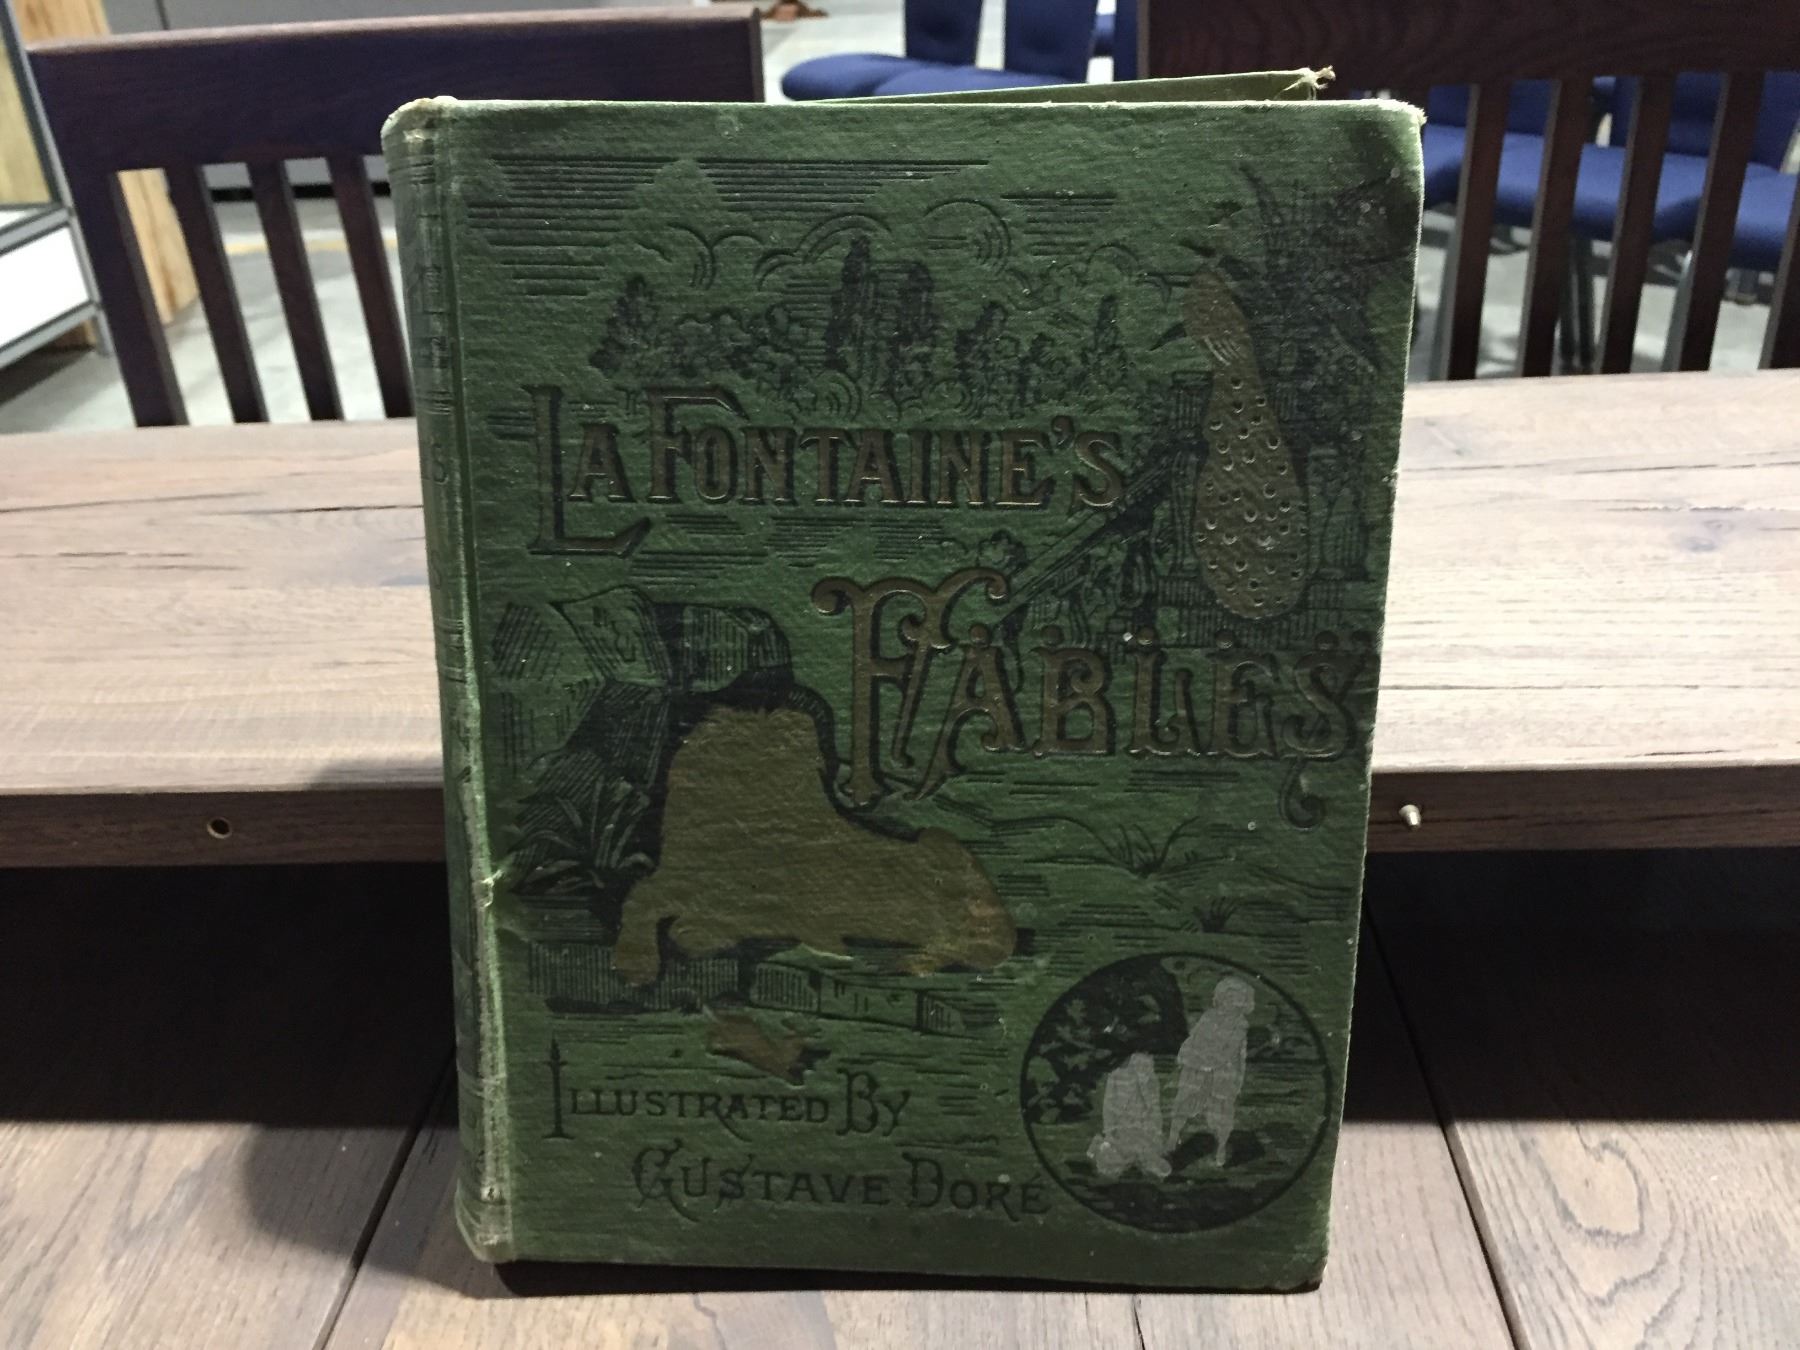 La Fontaine's
Fables
Illustrated By
Gustave Doré